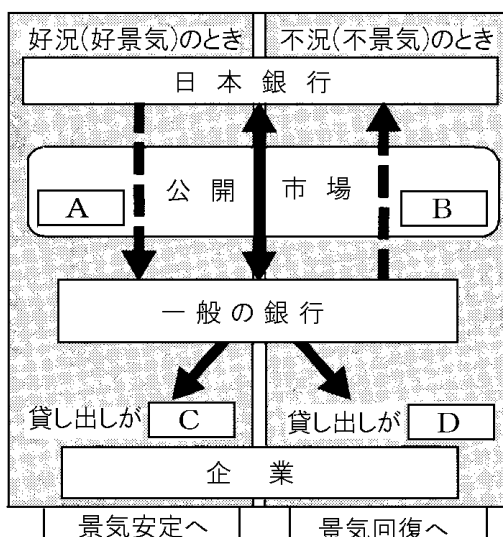 好況(好景気)のとき 不況(不景気)のとき
日本銀行
公開市場
A B
一般の銀行
貸し出しが C 貸し出しが D
企業
景気安定へ 景気回復へ